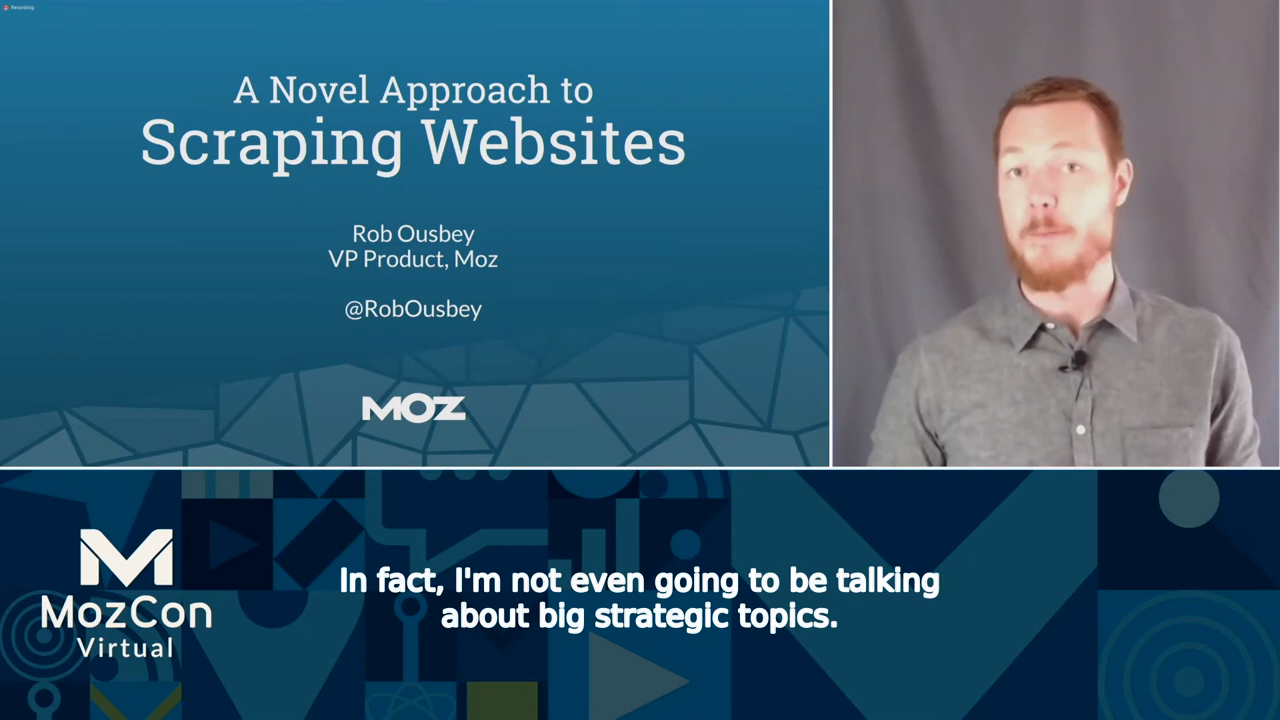 Recording
A Novel Approach to
Scraping Websites
Rob Ousbey
VP Product, Moz
@RobOusbey
MOZ
In fact, I'm not even going to be talking
about big strategic topics.
M
MozCon
Virtual